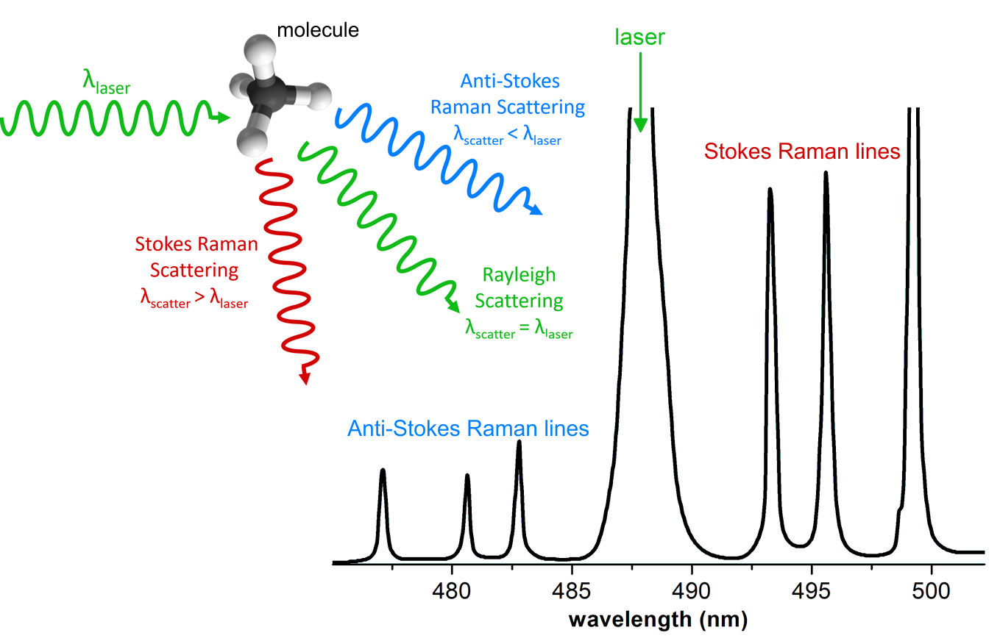 molecule
laser
λlaser
Anti-Stokes
Raman Scattering
λscatter < λlaser
Stokes Raman lines
Stokes Raman
Scattering
λscatter > λlaser
Rayleigh
Scattering
λscatter = λlaser
Anti-Stokes Raman lines
480
485
490
495
500
wavelength (nm)